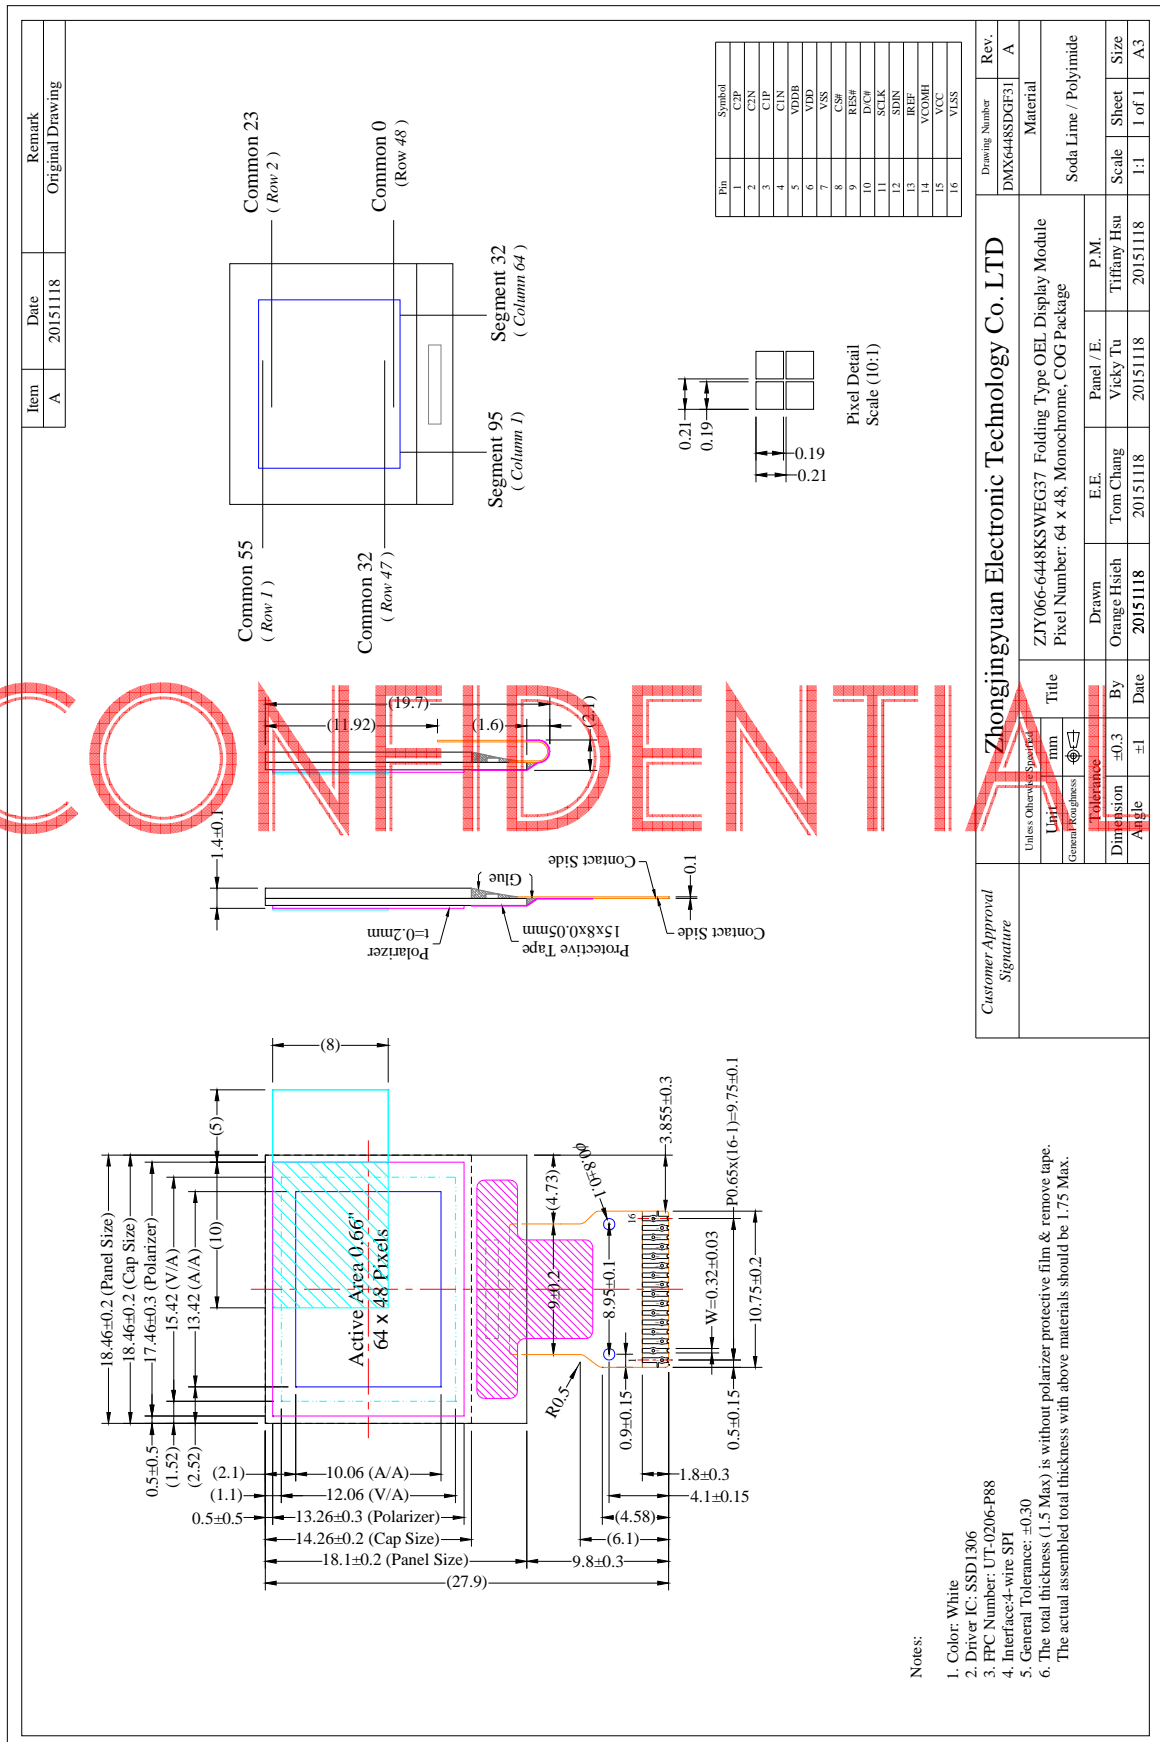 Item Date Remark
A 20151118 Original Drawing
Common 55
( Row 1 )
Common 32
( Row 47 )
Common 23
( Row 2 )
Common 0
(Row 48 )
Segment 95
( Column 1)
Segment 32
( Column 64 )
0.21
0.19
0.19
0.21
Pixel Detail
Scale (10:1)
Pin Symbol
1 C2P
2 C2N
3 C1P
4 C1N
5 VDDB
6 VDD
7 VSS
8 CS#
9 RES#
10 D/C#
11 SCLK
12 SDIN
13 IREF
14 VCOMH
15 VCC
16 VLSS
CONFIDENTIAL
(19.7)
(11.92)
(1.6)
(2.1)
1.4±0.1
Polarizer
t=0.2mm
Protective Tape
15x8x0.05mm
Glue
Contact Side
Contact Side
0.1
18.46±0.2 (Panel Size)
18.46±0.2 (Cap Size)
17.46±0.3 (Polarizer)
15.42 (V/A)
13.42 (A/A)
0.5±0.5
(1.52)
(2.52)
(10)
(5)
(8)
Active Area 0.66"
64 x 48 Pixels
(2.1)
10.06 (A/A)
(1.1)
12.06 (V/A)
0.5±0.5
13.26±0.3 (Polarizer)
14.26±0.2 (Cap Size)
18.1±0.2 (Panel Size)
9.8±0.3
(27.9)
(4.73)
9±0.2
8.95±0.1
R0.5
0.9±0.15
0.5±0.15
W=0.32±0.03
10.75±0.2
P0.65x(16-1)=9.75±0.1
3.855±0.3
16
1
1.8±0.3
4.1±0.15
(4.58)
(6.1)
Notes:
1. Color: White
2. Driver IC: SSD1306
3. FPC Number: UT-0206-P88
4. Interface:4-wire SPI
5. General Tolerance: ±0.30
6. The total thickness (1.5 Max) is without polarizer protective film & remove tape.
The actual assembled total thickness with above materials should be 1.75 Max.
Customer Approval
Signature
Zhongjingyuan Electronic Technology Co. LTD
Drawing Number Rev.
DMX6448SDGF31 A
Unless Otherwise Specified
Unit mm
General Roughness
Tolerance
Dimension ±0.3
Angle ±1
Title
ZJY066-6448KSWEG37 Folding Type OEL Display Module
Pixel Number: 64 x 48, Monochrome, COG Package
Material
Soda Lime / Polyimide
Drawn E.E. Panel / E. P.M.
By Orange Hsieh Tom Chang Vicky Tu Tiffany Hsu
Date 20151118 20151118 20151118 20151118
Scale Sheet Size
1:1 1 of 1 A3